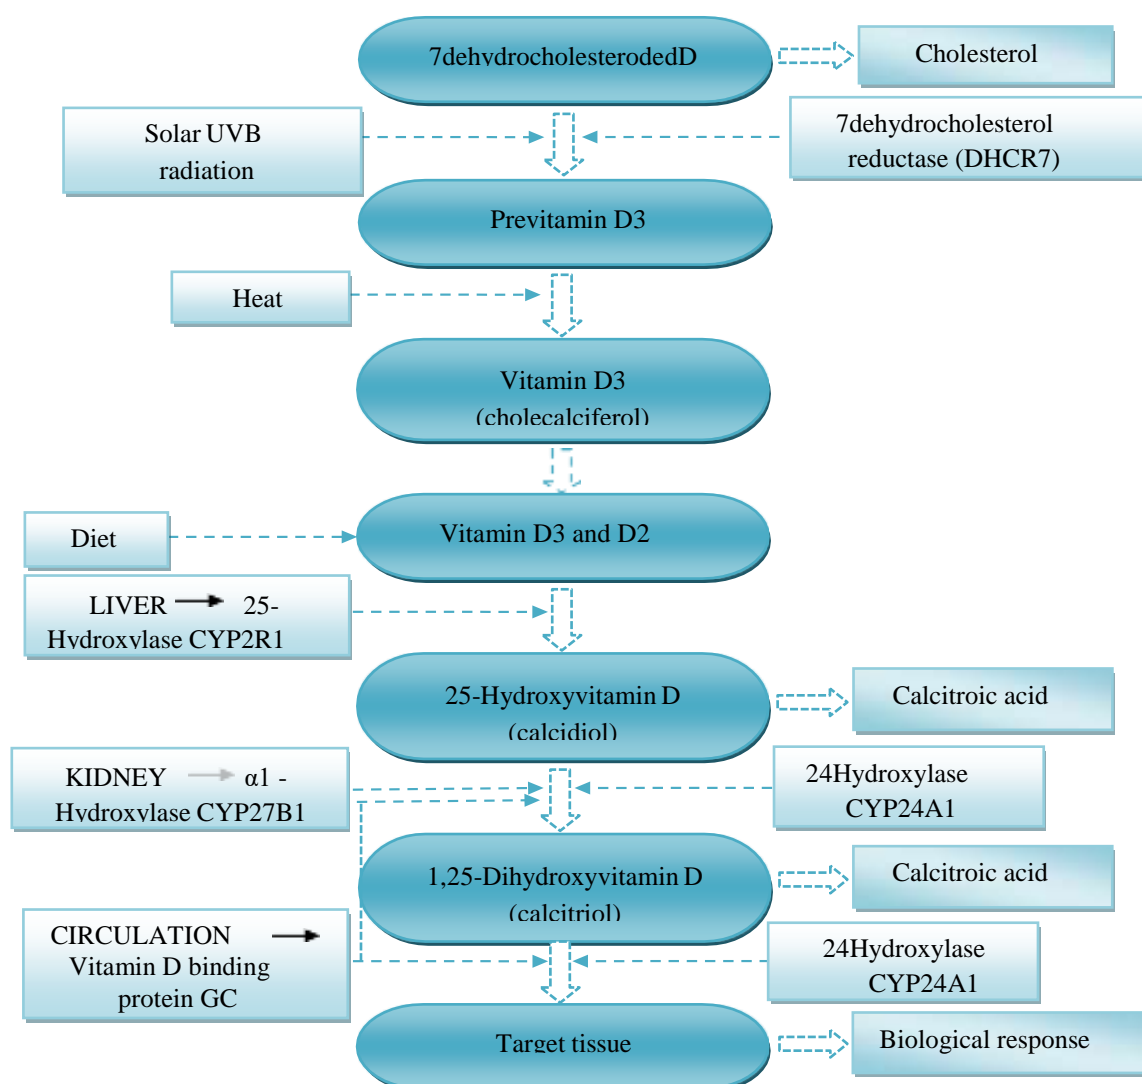 7dehydrocholesterodedD
Cholesterol
Solar UVB
radiation
7dehydrocholesterol
reductase (DHCR7)
Previtamin D3
Heat
Vitamin D3
(cholecalciferol)
Diet
Vitamin D3 and D2
LIVER 25-
Hydroxylase CYP2R1
25-Hydroxyvitamin D
(calcidiol)
Calcitroic acid
KIDNEY α1 -
Hydroxylase CYP27B1
24Hydroxylase
CYP24A1
1,25-Dihydroxyvitamin D
(calcitriol)
Calcitroic acid
CIRCULATION
Vitamin D binding
protein GC
24Hydroxylase
CYP24A1
Target tissue
Biological response